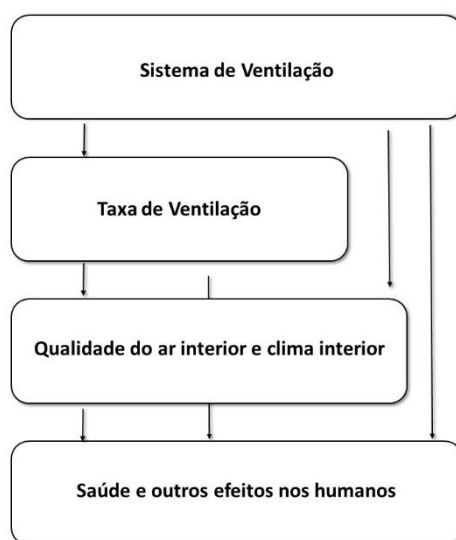 Sistema de Ventilação
Taxa de Ventilação
Qualidade do ar interior e clima interior
Saúde e outros efeitos nos humanos